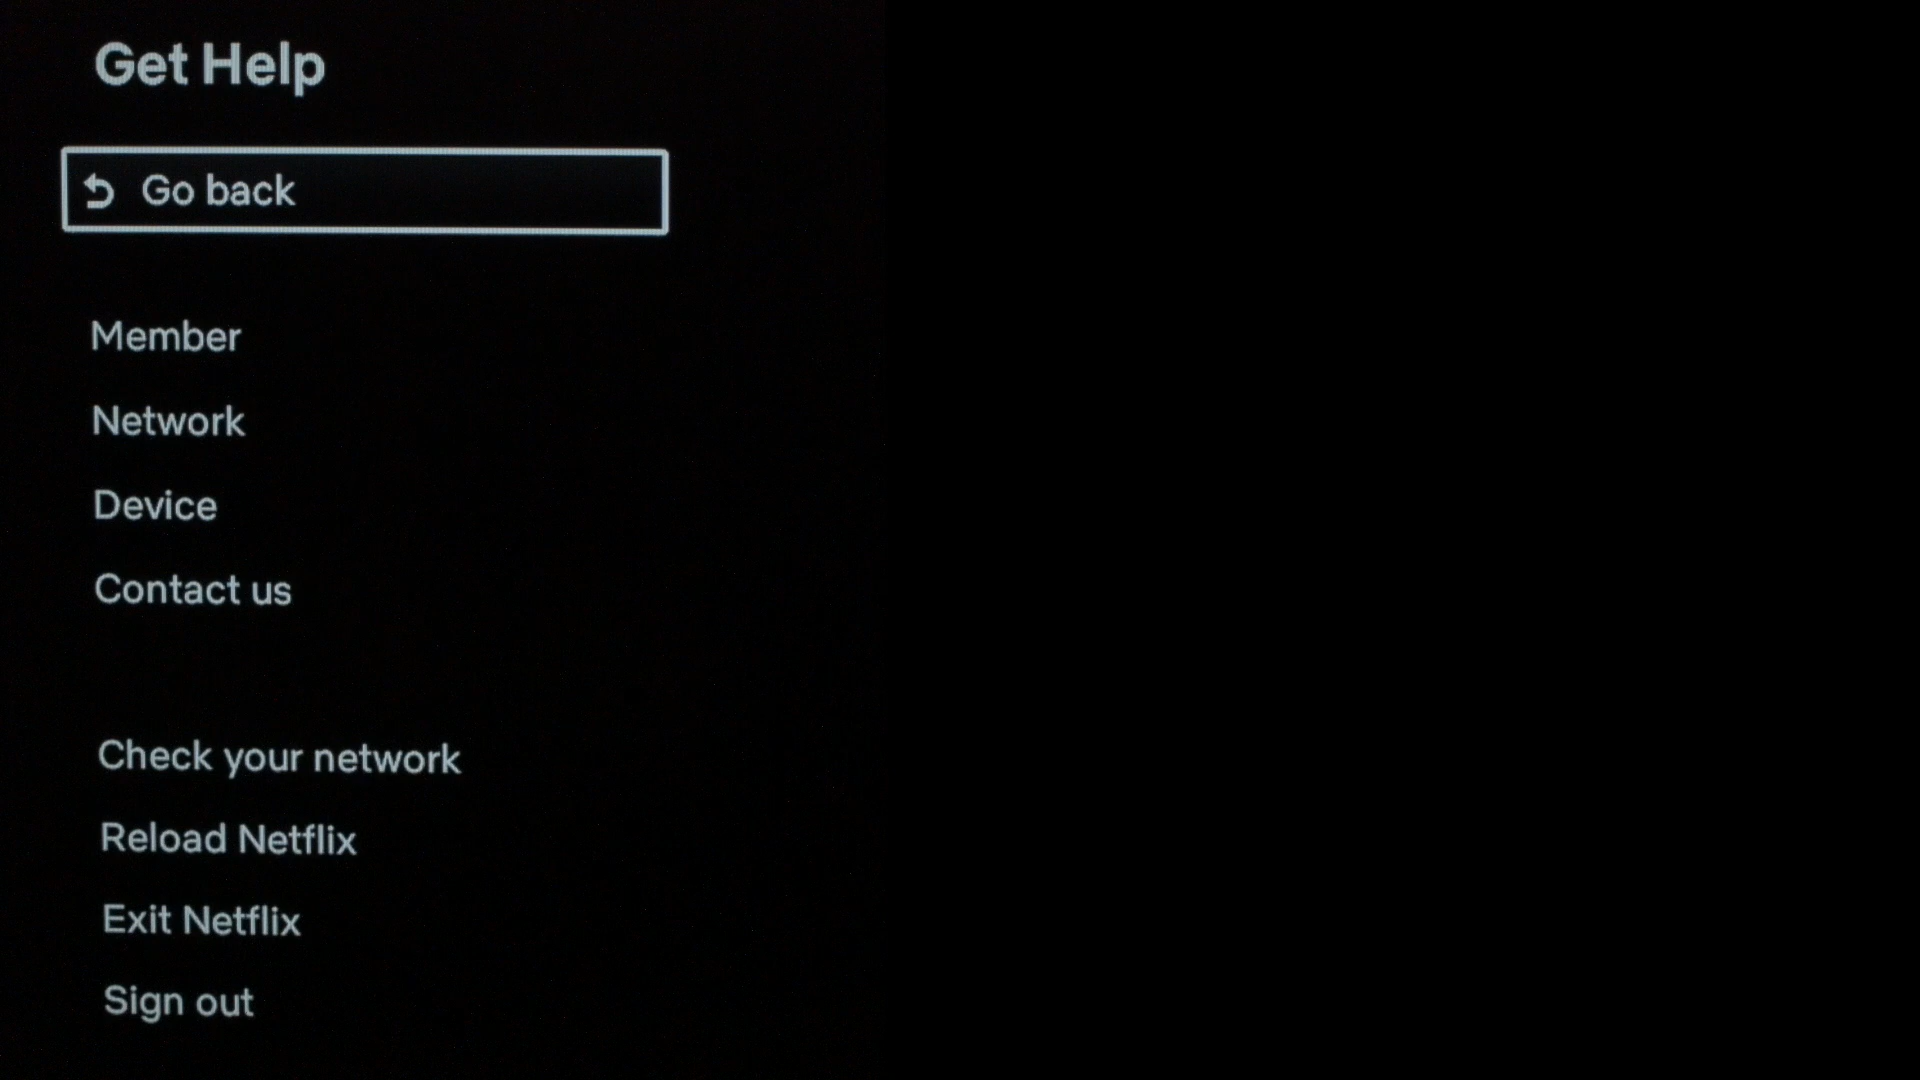 Get Help
Go back
Member
Network
Device
Contact us
Check your network
Reload Netflix
Exit Netflix
Sign out